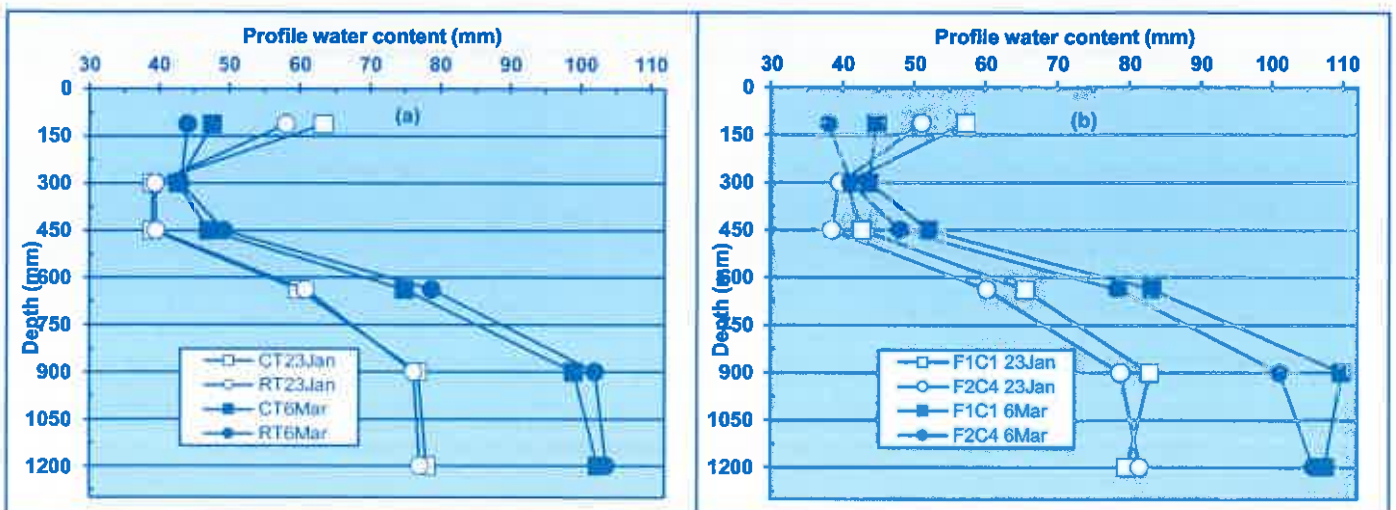 Profile water content (mm)
30 40 50 60 70 80 90 100 110
0
150
300
450
600
750
900
1050
1200
Depth (mm)
(a)
CT23Jan
RT23Jan
CT6Mar
RT6Mar
Profile water content (mm)
30 40 50 60 70 80 90 100 110
0
150
300
450
600
750
900
1050
1200
Depth (mm)
(b)
F1C1 23Jan
F2C4 23Jan
F1C1 6Mar
F2C4 6Mar